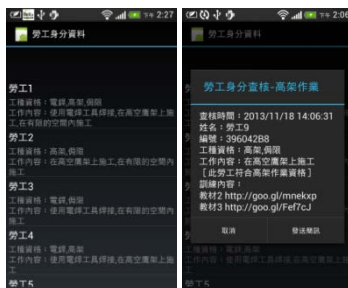 下午 2:27
勞工身分資料
勞工1
工種資格：電銲,高架,侷限
工作內容：使用電銲工具焊接,在高空鷹架上施
工,在有限的空間內施工
勞工2
工種資格：高架,侷限
工作內容：在高空鷹架上施工,在有限的空間內
施工
勞工3
工種資格：電銲,侷限
工作內容：使用電銲工具焊接,在有限的空間內
施工
勞工4
工種資格：電銲,高架
工作內容：使用電銲工具焊接,在高空鷹架上施
工
勞工5
下午 2:06
勞工身分資料
勞工身分查核-高架作業
查核時間：2013/11/18 14:06:31
姓名：勞工9
編號：396042B8
工種資格：高架,侷限
工作內容：在高空鷹架上施工
[此勞工符合高架作業資格]
訓練內容：
教材2 http://goo.gl/mnekxp
教材3 http://goo.gl/Fef7cJ
取消
發送簡訊
工
勞工5